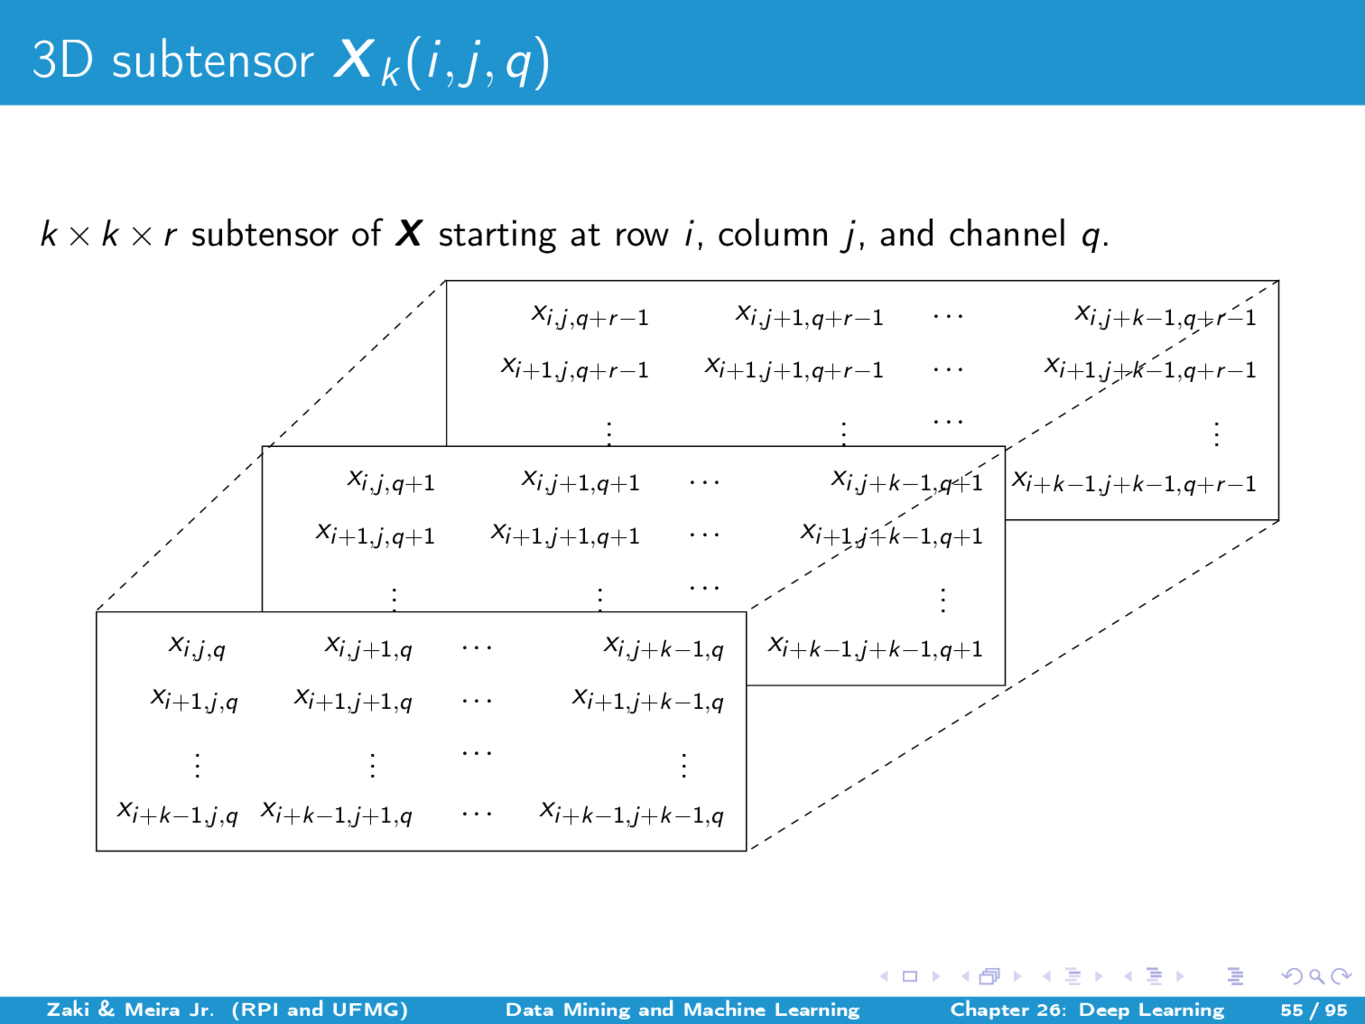 3D subtensor X_k(i, j, q)
k × k × r subtensor of X starting at row i, column j, and channel q.
x_{i,j,q+r−1} x_{i,j+1,q+r−1} ··· x_{i,j+k−1,q+r−1}
x_{i+1,j,q+r−1} x_{i+1,j+1,q+r−1} ··· x_{i+1,j+k−1,q+r−1}
⋮ ⋮ ··· ⋮
x_{i+k−1,j+k−1,q+r−1}
x_{i,j,q+1} x_{i,j+1,q+1} ··· x_{i,j+k−1,q+1}
x_{i+1,j,q+1} x_{i+1,j+1,q+1} ··· x_{i+1,j+k−1,q+1}
⋮ ⋮ ··· ⋮
x_{i+k−1,j+k−1,q+1}
x_{i,j,q} x_{i,j+1,q} ··· x_{i,j+k−1,q}
x_{i+1,j,q} x_{i+1,j+1,q} ··· x_{i+1,j+k−1,q}
⋮ ⋮ ··· ⋮
x_{i+k−1,j,q} x_{i+k−1,j+1,q} ··· x_{i+k−1,j+k−1,q}
Zaki & Meira Jr. (RPI and UFMG) Data Mining and Machine Learning Chapter 26: Deep Learning 55 / 95